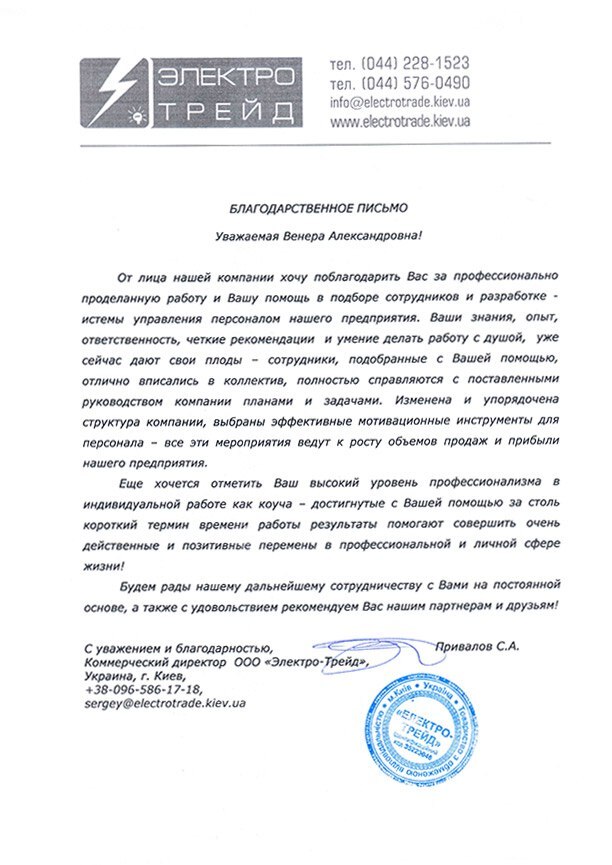 ЭЛЕКТРО
ТРЕЙД
тел. (044) 228-1523
тел. (044) 576-0490
info@electrotrade.kiev.ua
www.electrotrade.kiev.ua
БЛАГОДАРСТВЕННОЕ ПИСЬМО
Уважаемая Венера Александровна!
От лица нашей компании хочу поблагодарить Вас за профессионально
проделанную работу и Вашу помощь в подборе сотрудников и разработке -
истемы управления персоналом нашего предприятия. Ваши знания, опыт,
ответственность, четкие рекомендации и умение делать работу с душой, уже
сейчас дают свои плоды – сотрудники, подобранные с Вашей помощью,
отлично вписались в коллектив, полностью справляются с поставленными
руководством компании планами и задачами. Изменена и упорядочена
структура компании, выбраны эффективные мотивационные инструменты для
персонала – все эти мероприятия ведут к росту объемов продаж и прибыли
нашего предприятия.
Еще хочется отметить Ваш высокий уровень профессионализма в
индивидуальной работе как коуча – достигнутые с Вашей помощью за столь
короткий термин времени работы результаты помогают совершить очень
действенные и позитивные перемены в профессиональной и личной сфере
жизни!
Будем рады нашему дальнейшему сотрудничеству с Вами на постоянной
основе, а также с удовольствием рекомендуем Вас нашим партнерам и друзьям!
С уважением и благодарностью, Привалов С.А.
Коммерческий директор ООО «Электро-Трейд»,
Украина, г. Киев,
+38-096-586-17-18,
sergey@electrotrade.kiev.ua
м.Київ * Україна * Товариство з обмеженою відповідальністю
«ЕЛЕКТРО-
ТРЕЙД»